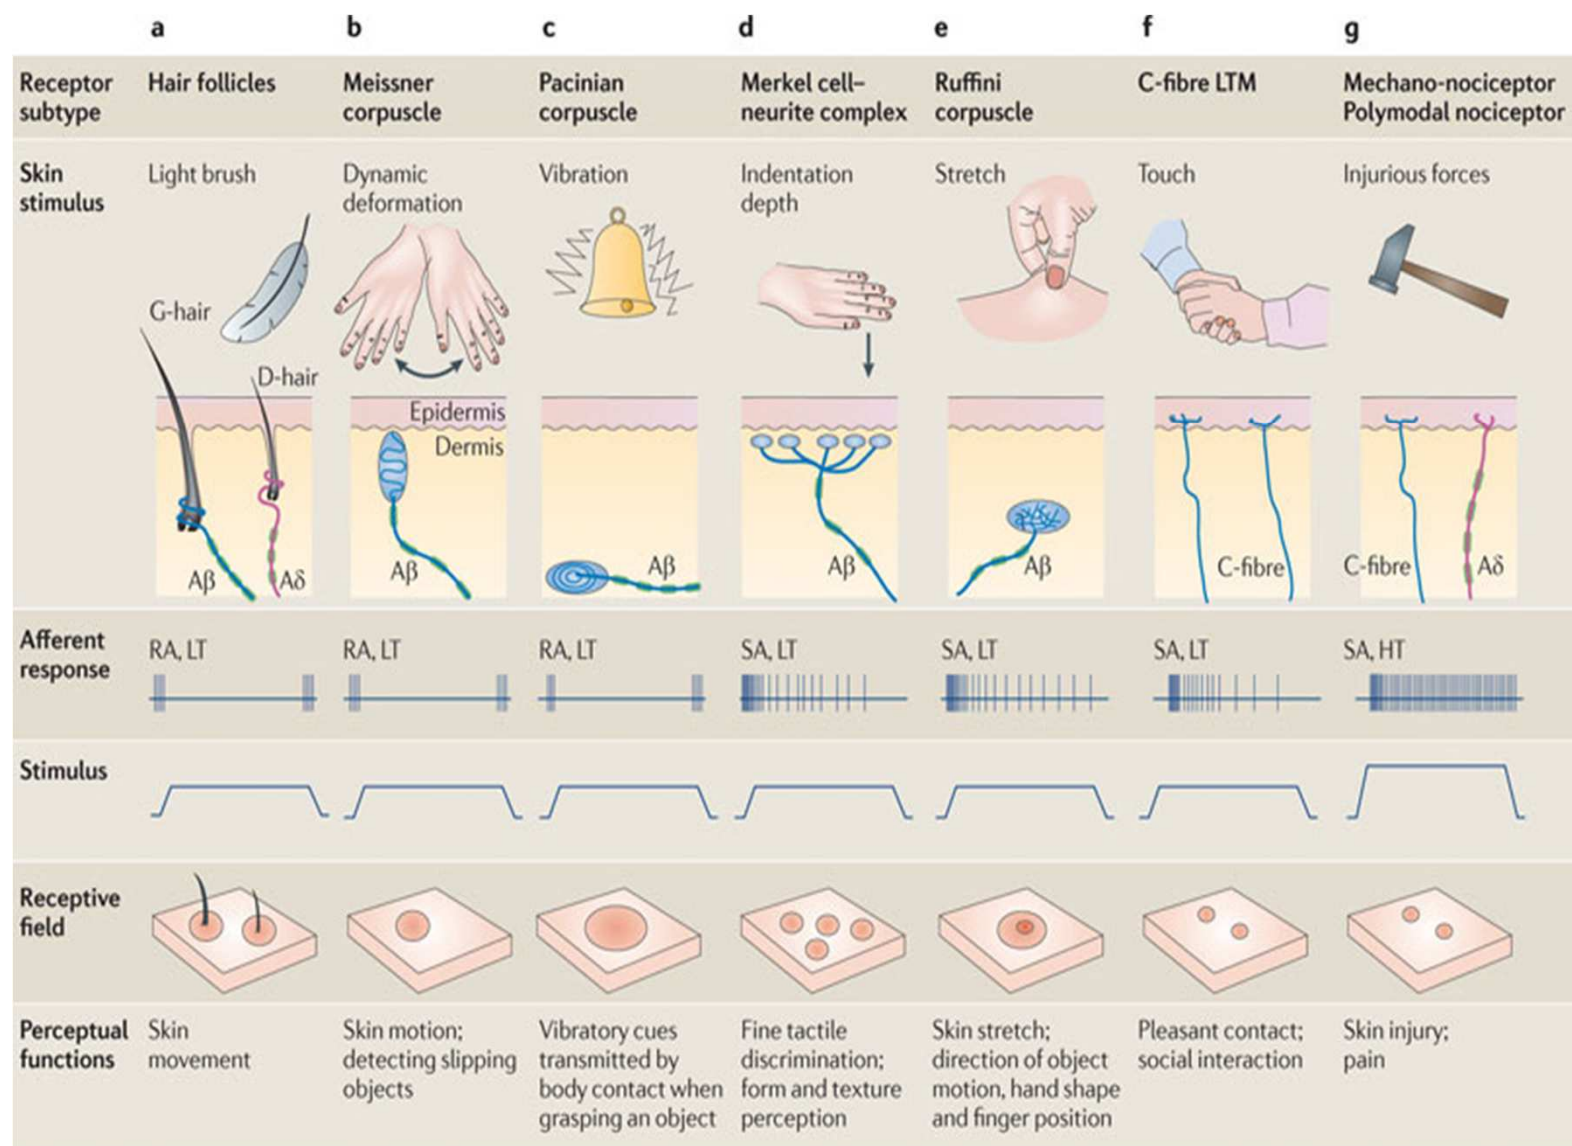 a b c d e f g
Receptor subtype
Hair follicles
Meissner corpuscle
Pacinian corpuscle
Merkel cell–
neurite complex
Ruffini corpuscle
C-fibre LTM
Mechano-nociceptor
Polymodal nociceptor
Skin stimulus
Light brush
G-hair
D-hair
Dynamic
deformation
Vibration
Indentation
depth
Stretch
Touch
Injurious forces
Epidermis
Dermis
Aβ
Aδ
Aβ
Aβ
Aβ
Aβ
C-fibre
C-fibre
Aδ
Afferent
response
RA, LT
RA, LT
RA, LT
SA, LT
SA, LT
SA, LT
SA, HT
Stimulus
Receptive
field
Perceptual
functions
Skin
movement
Skin motion;
detecting slipping
objects
Vibratory cues
transmitted by
body contact when
grasping an object
Fine tactile
discrimination;
form and texture
perception
Skin stretch;
direction of object
motion, hand shape
and finger position
Pleasant contact;
social interaction
Skin injury;
pain